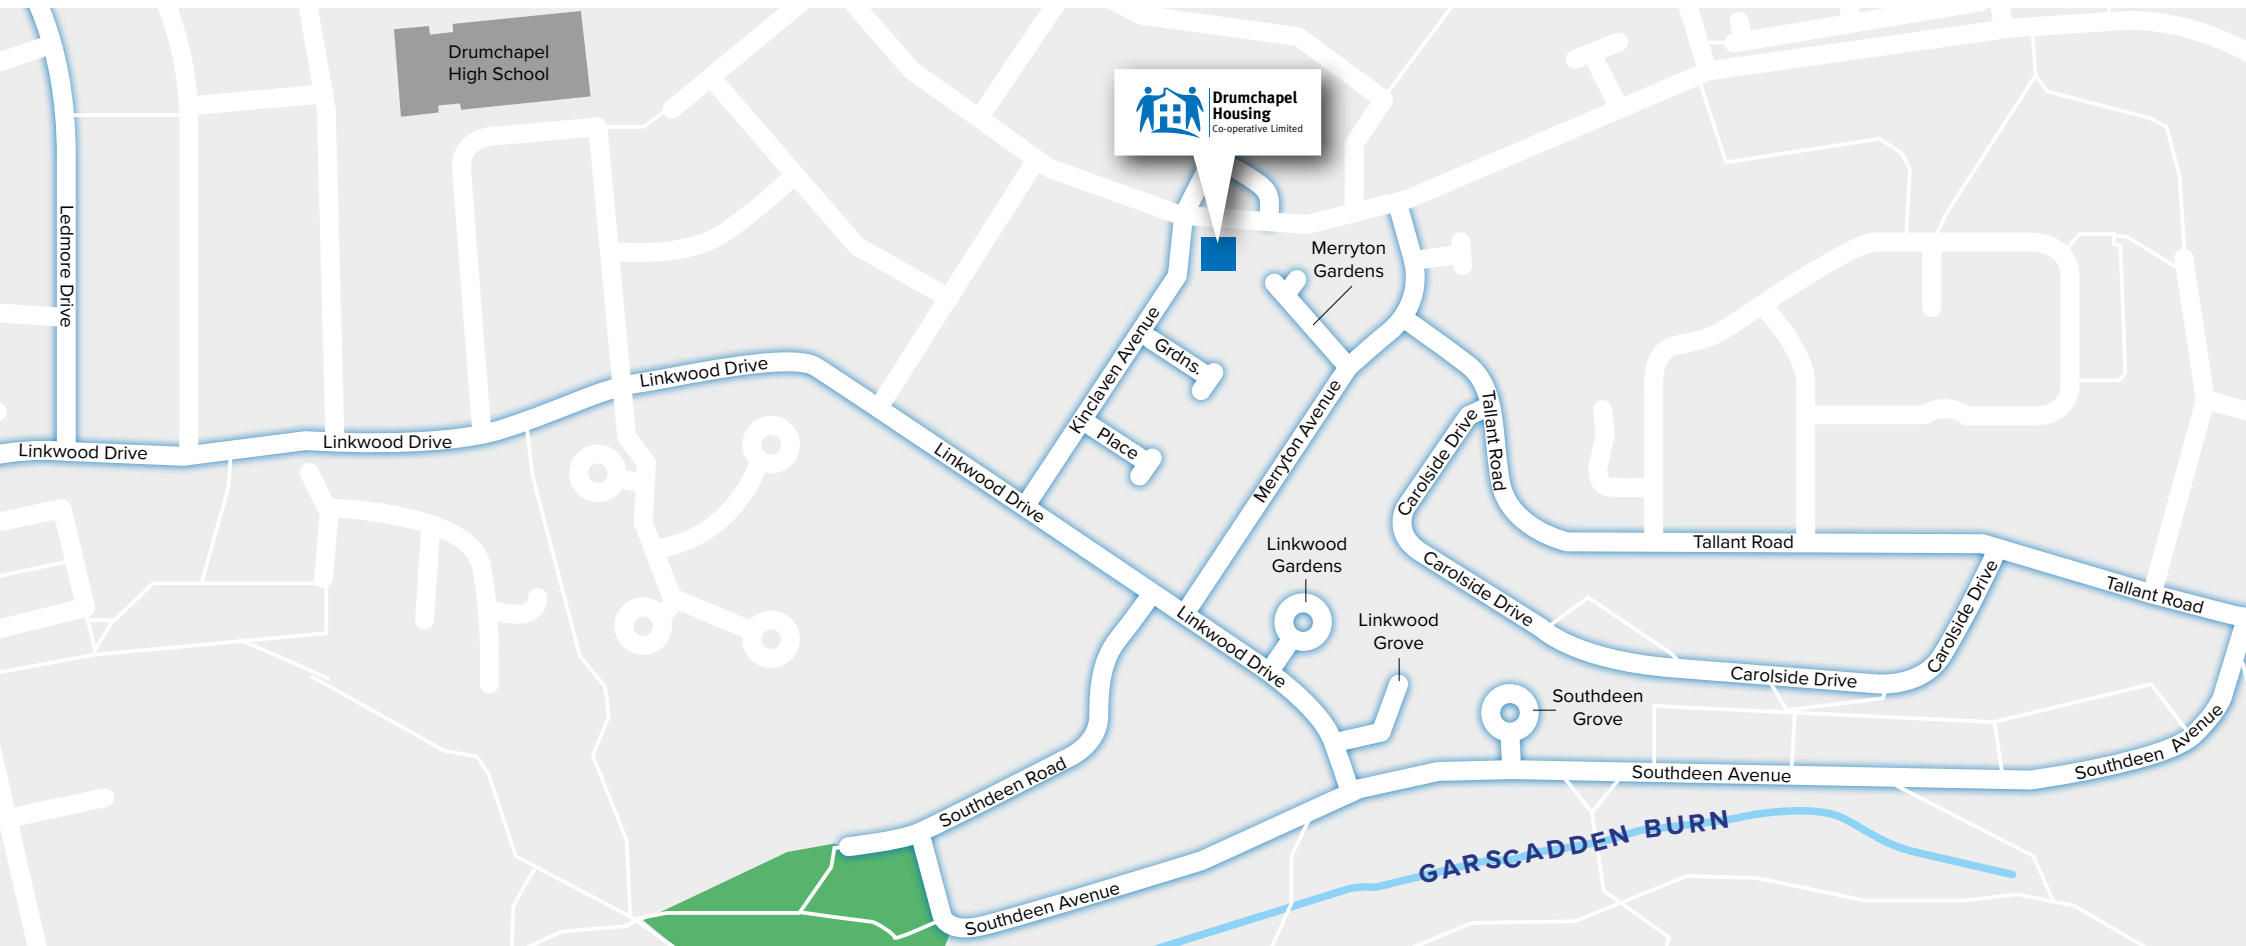 Drumchapel
High School
Drumchapel
Housing
Co-operative Limited
Ledmore Drive
Merryton
Gardens
Kinclaven Avenue
Grdns.
Place
Linkwood Drive
Linkwood Drive
Linkwood Drive
Linkwood Drive
Merryton Avenue
Tallant Road
Carolside Drive
Tallant Road
Linkwood
Gardens
Carolside Drive
Carolside Drive
Tallant Road
Linkwood Drive
Linkwood
Grove
Carolside Drive
Southdeen
Grove
Southdeen Road
Southdeen Avenue
Southdeen Avenue
GARSCADDEN BURN
Southdeen Avenue